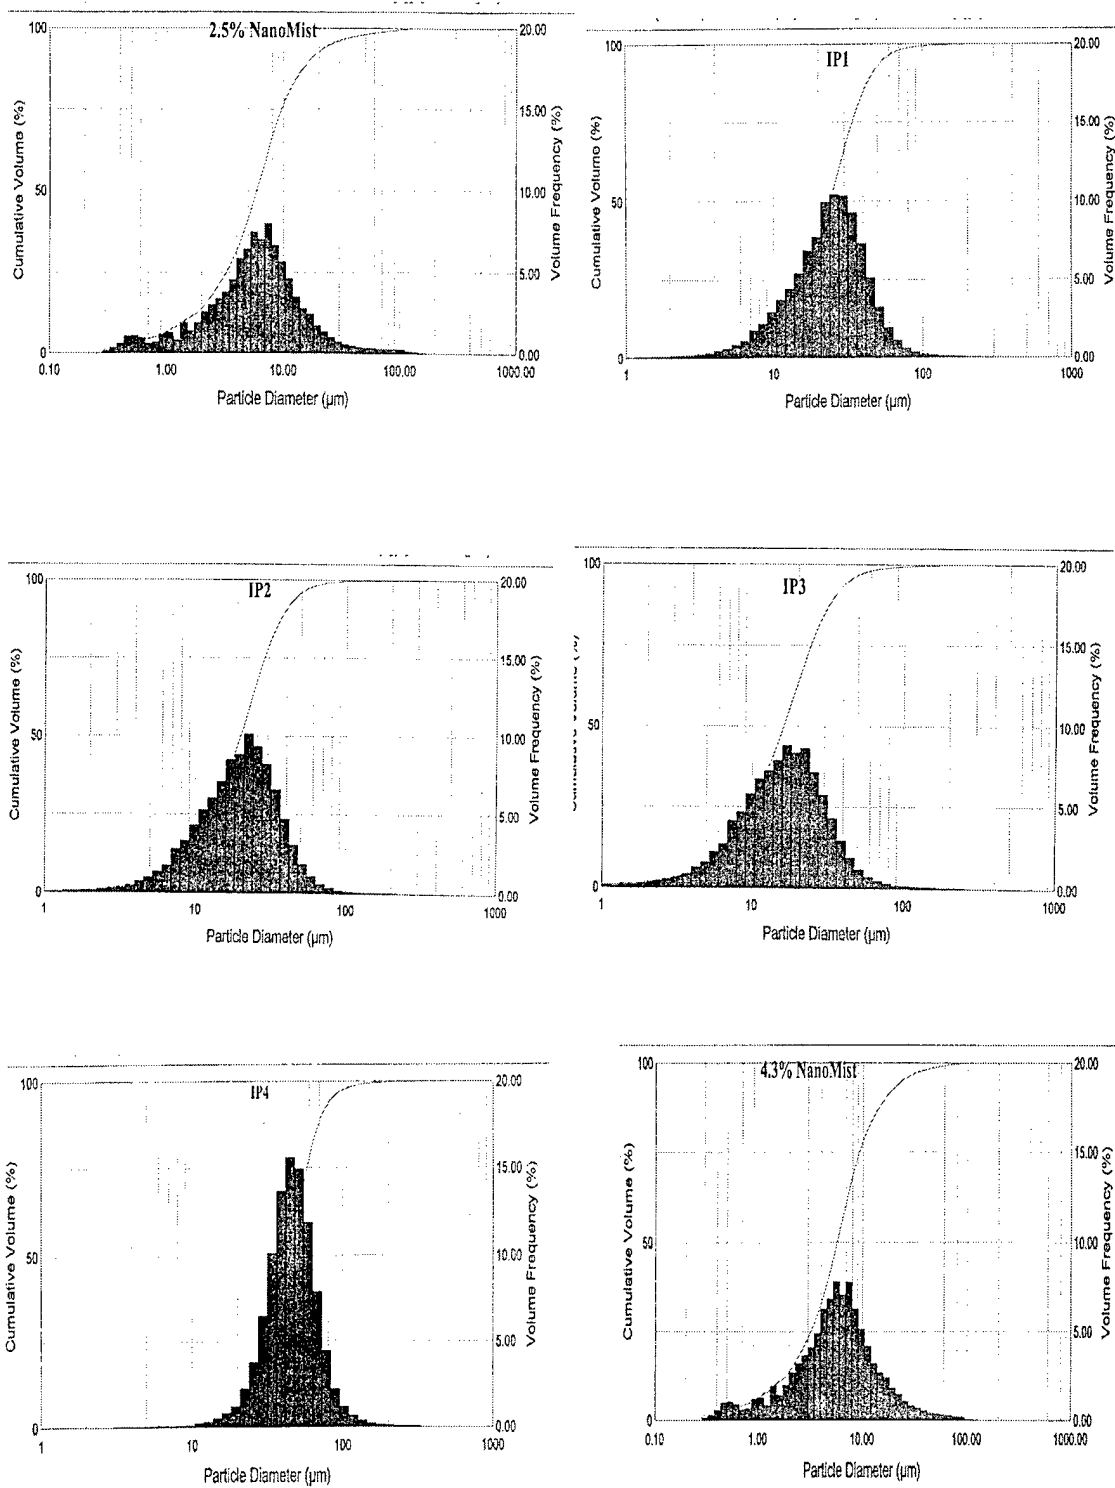 2.5% NanoMist
100
50
0
Cumulative Volume (%)
20.00
15.00
10.00
5.00
0.00
Volume Frequency (%)
0.10 1.00 10.00 100.00 1000.00
Particle Diameter (µm)
IP1
100
50
0
Cumulative Volume (%)
20.00
15.00
10.00
5.00
0.00
Volume Frequency (%)
1 10 100 1000
Particle Diameter (µm)
IP2
100
50
0
Cumulative Volume (%)
20.00
15.00
10.00
5.00
0.00
Volume Frequency (%)
1 10 100 1000
Particle Diameter (µm)
IP3
100
50
0
Cumulative Volume (%)
20.00
15.00
10.00
5.00
0.00
Volume Frequency (%)
1 10 100 1000
Particle Diameter (µm)
IP4
100
50
0
Cumulative Volume (%)
20.00
15.00
10.00
5.00
0.00
Volume Frequency (%)
1 10 100 1000
Particle Diameter (µm)
4.3% NanoMist
100
50
0
Cumulative Volume (%)
20.00
15.00
10.00
5.00
0.00
Volume Frequency (%)
0.10 1.00 10.00 100.00 1000.00
Particle Diameter (µm)